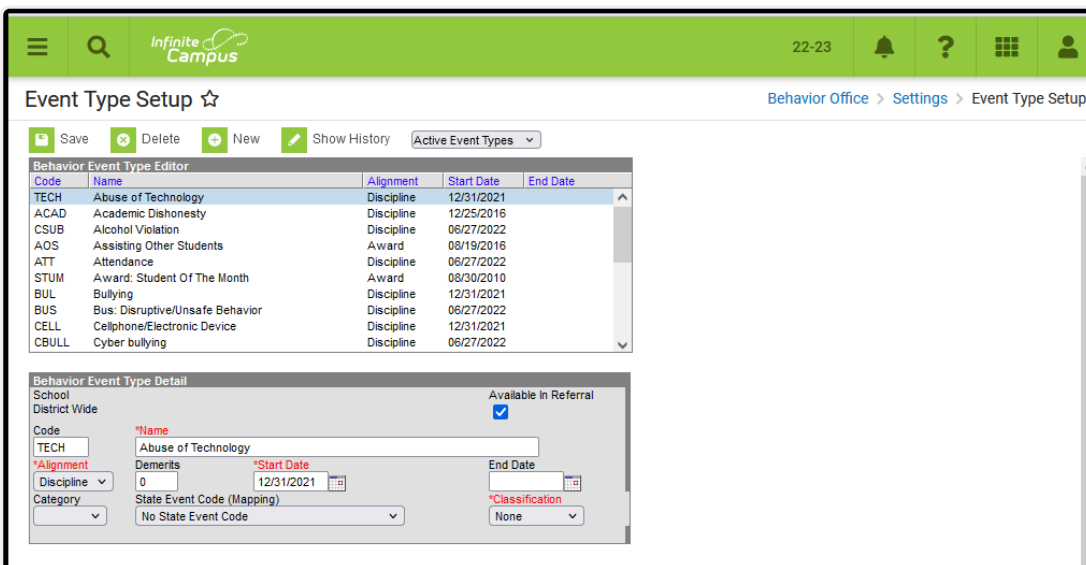 Infinite Campus
22-23
?
Event Type Setup
Behavior Office > Settings > Event Type Setup
Save Delete New Show History Active Event Types
Behavior Event Type Editor
Code Name Alignment Start Date End Date
TECH Abuse of Technology Discipline 12/31/2021
ACAD Academic Dishonesty Discipline 12/25/2016
CSUB Alcohol Violation Discipline 06/27/2022
AOS Assisting Other Students Award 08/19/2016
ATT Attendance Discipline 06/27/2022
STUM Award: Student Of The Month Award 08/30/2010
BUL Bullying Discipline 12/31/2021
BUS Bus: Disruptive/Unsafe Behavior Discipline 06/27/2022
CELL Cellphone/Electronic Device Discipline 12/31/2021
CBULL Cyber bullying Discipline 06/27/2022
Behavior Event Type Detail
School Available In Referral
District Wide
Code *Name
TECH Abuse of Technology
*Alignment Demerits *Start Date End Date
Discipline 0 12/31/2021
Category State Event Code (Mapping) *Classification
No State Event Code None